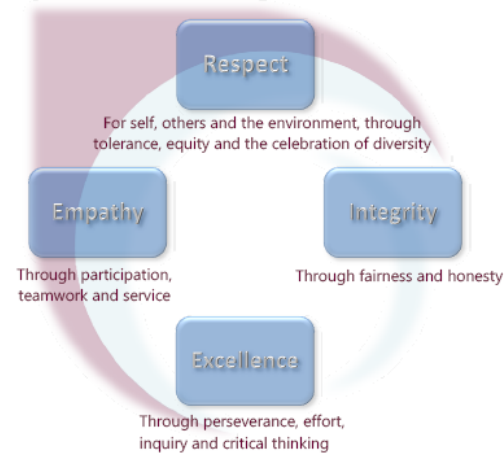 Respect
For self, others and the environment, through
tolerance, equity and the celebration of diversity
Empathy
Through participation,
teamwork and service
Integrity
Through fairness and honesty
Excellence
Through perseverance, effort,
inquiry and critical thinking